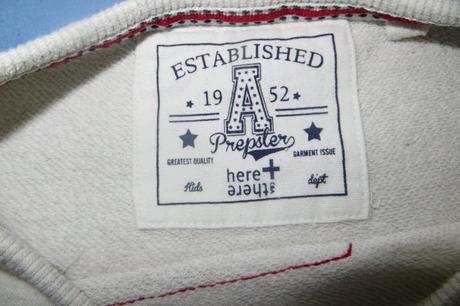 ESTABLISHED
19 A 52
Prepster
GREATEST QUALITY
GARMENT ISSUE
here+
there
Kids
dept